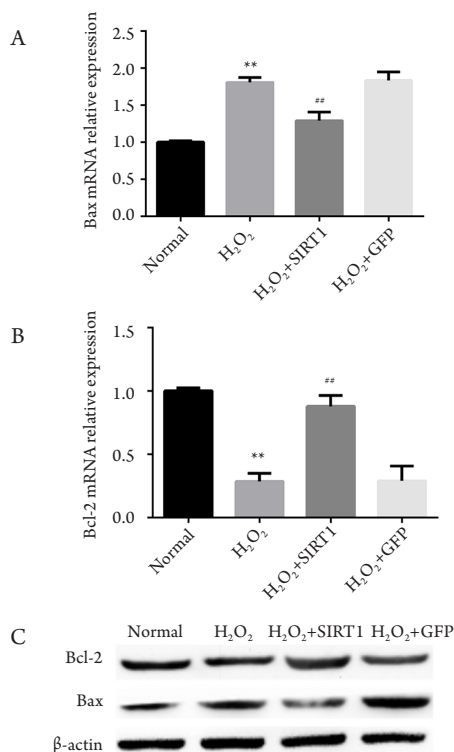 A
Bax mRNA relative expression
2.5
2.0
1.5
1.0
0.5
0.0
**
##
Normal
H₂O₂
H₂O₂+SIRT1
H₂O₂+GFP
B
Bcl-2 mRNA relative expression
1.5
1.0
0.5
0.0
**
##
Normal
H₂O₂
H₂O₂+SIRT1
H₂O₂+GFP
C
Normal H₂O₂ H₂O₂+SIRT1 H₂O₂+GFP
Bcl-2
Bax
β-actin